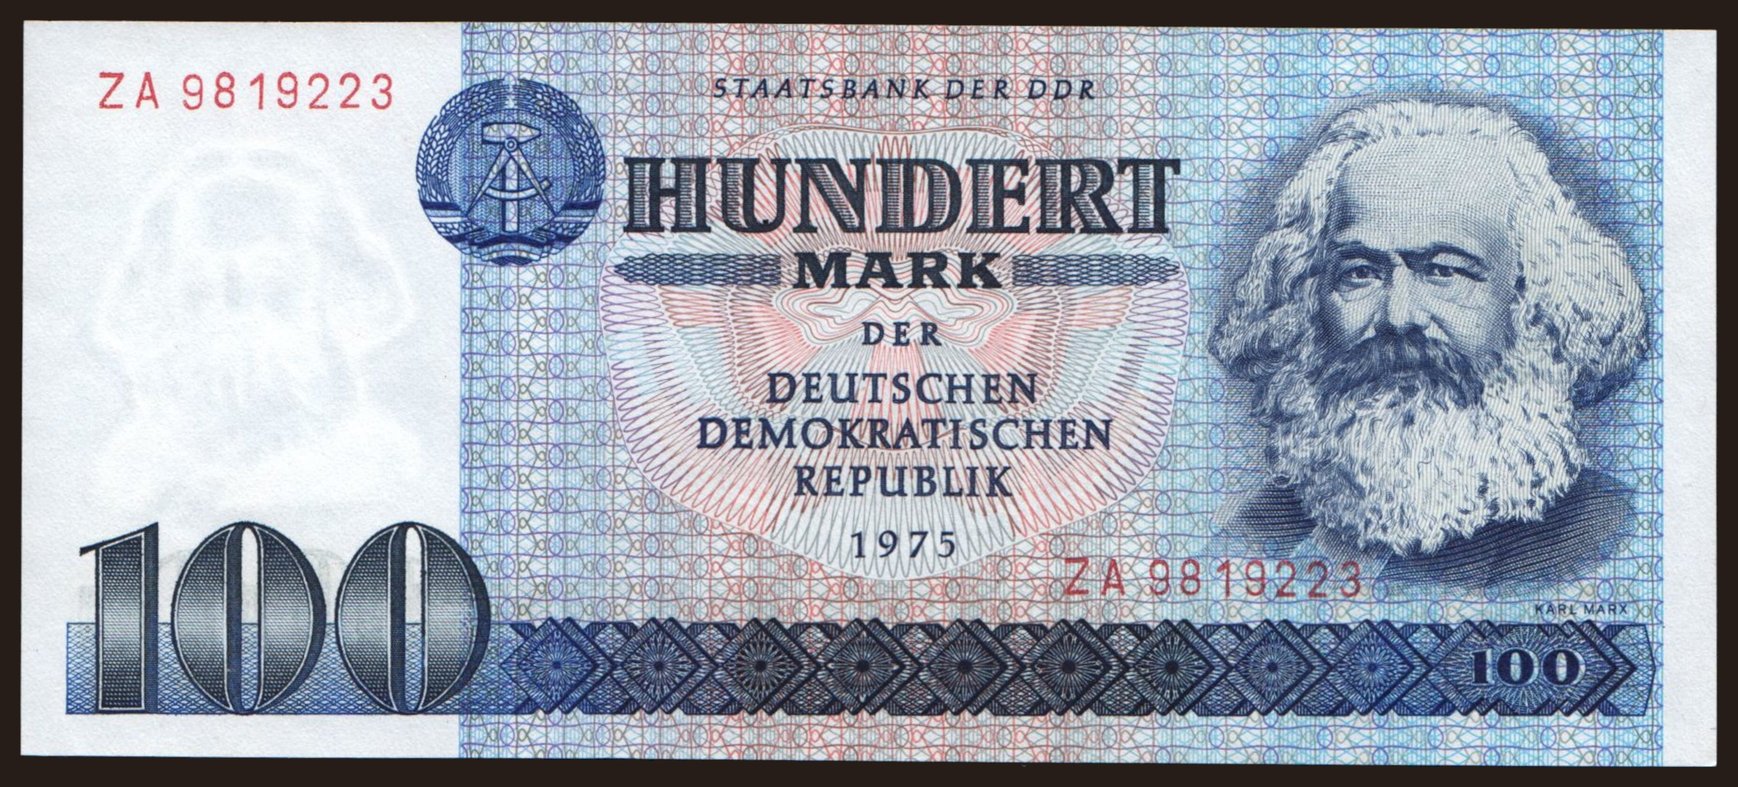 ZA 9819223
STAATSBANK DER DDR
HUNDERT
MARK
DER
DEUTSCHEN
DEMOKRATISCHEN
REPUBLIK
1975
ZA 9819223
KARL MARX
100
100